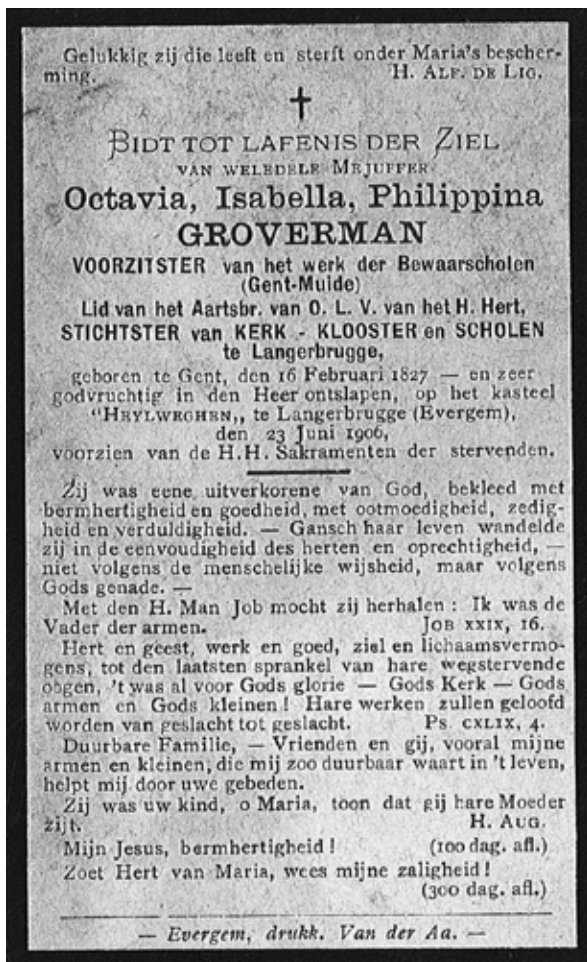 Gelukkig zij die leeft en sterft onder Maria's bescher-
ming. H. ALF. DE LIG.
BIDT TOT LAFENIS DER ZIEL
VAN WELEDELE MEJUFFER
Octavia, Isabella, Philippina
GROVERMAN
VOORZITSTER van het werk der Bewaarscholen
(Gent-Muide)
Lid van het Aartsbr. van O. L. V. van het H. Hert,
STICHTSTER van KERK - KLOOSTER en SCHOLEN
te Langerbrugge,
geboren te Gent, den 16 Februari 1827 — en zeer
godvruchtig in den Heer ontslapen, op het kasteel
"HEYLWEGHEN,, te Langerbrugge (Evergem),
den 23 Juni 1906,
voorzien van de H.H. Sakramenten der stervenden.
Zij was eene uitverkorene van God, bekleed met
bermhertigheid en goedheid, met ootmoedigheid, zedig-
heid en verduldigheid. — Gansch haar leven wandelde
zij in de eenvoudigheid des herten en oprechtigheid, —
niet volgens de menschelijke wijsheid, maar volgens
Gods genade. —
Met den H. Man Job mocht zij herhalen : Ik was de
Vader der armen. JOB XXIX, 16.
Hert en geest, werk en goed, ziel en lichaamsvermo-
gens, tot den laatsten sprankel van hare wegstervende
oogen, 't was al voor Gods glorie — Gods Kerk — Gods
armen en Gods kleinen ! Hare werken zullen geloofd
worden van geslacht tot geslacht. PS. CXLIX, 4.
Duurbare Familie, — Vrienden en gij, vooral mijne
armen en kleinen, die mij zoo duurbaar waart in 't leven,
helpt mij door uwe gebeden.
Zij was uw kind, o Maria, toon dat gij hare Moeder
zijt. H. AUG.
Mijn Jesus, bermhertigheid ! (100 dag. afl.)
Zoet Hert van Maria, wees mijne zaligheid !
(300 dag. afl.)
— Evergem, drukk. Van der Aa. —